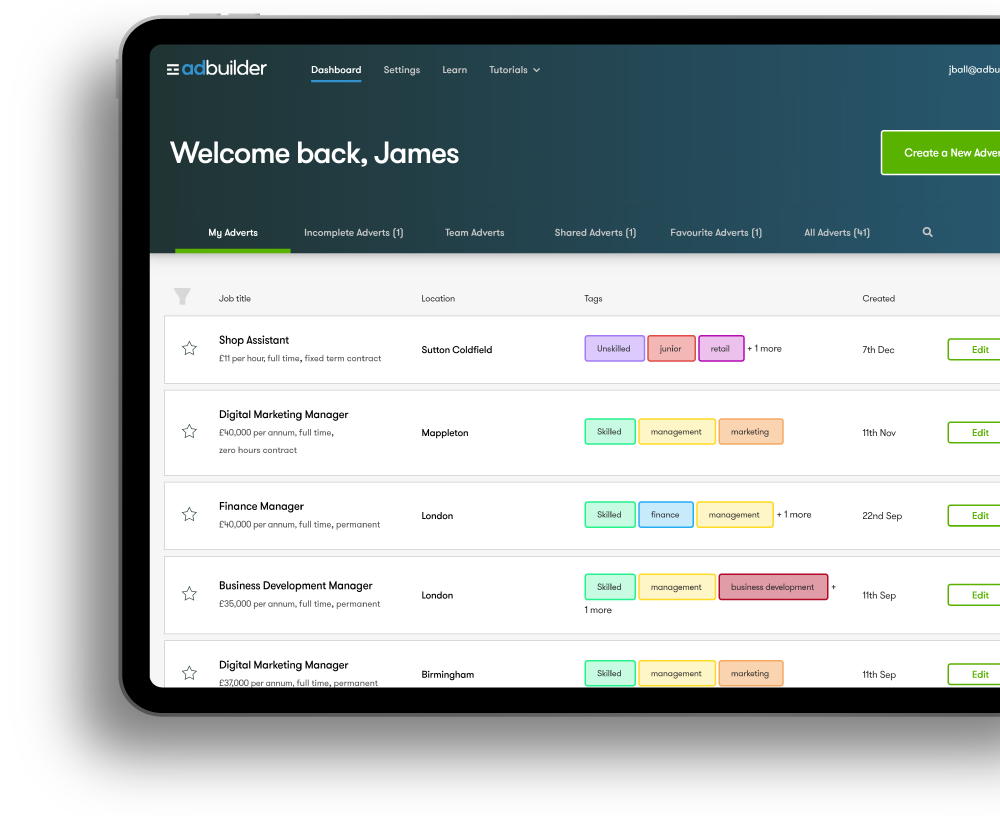 adbuilder
Dashboard Settings Learn Tutorials
Welcome back, James
Create a New
My Adverts Incomplete Adverts (1) Team Adverts Shared Adverts (1) Favourite Adverts (1) All Adverts (41)
Job title Location Tags Created
Shop Assistant
£11 per hour, full time, fixed term contract
Sutton Coldfield
Unskilled junior retail + 1 more
7th Dec
Edit
Digital Marketing Manager
£40,000 per annum, full time,
zero hours contract
Mappleton
Skilled management marketing
11th Nov
Edit
Finance Manager
£40,000 per annum, full time, permanent
London
Skilled finance management + 1 more
22nd Sep
Edit
Business Development Manager
£35,000 per annum, full time, permanent
London
Skilled management business development +
1 more
11th Sep
Edit
Digital Marketing Manager
£37,000 per annum, full time, permanent
Birmingham
Skilled management marketing
11th Sep
Edit